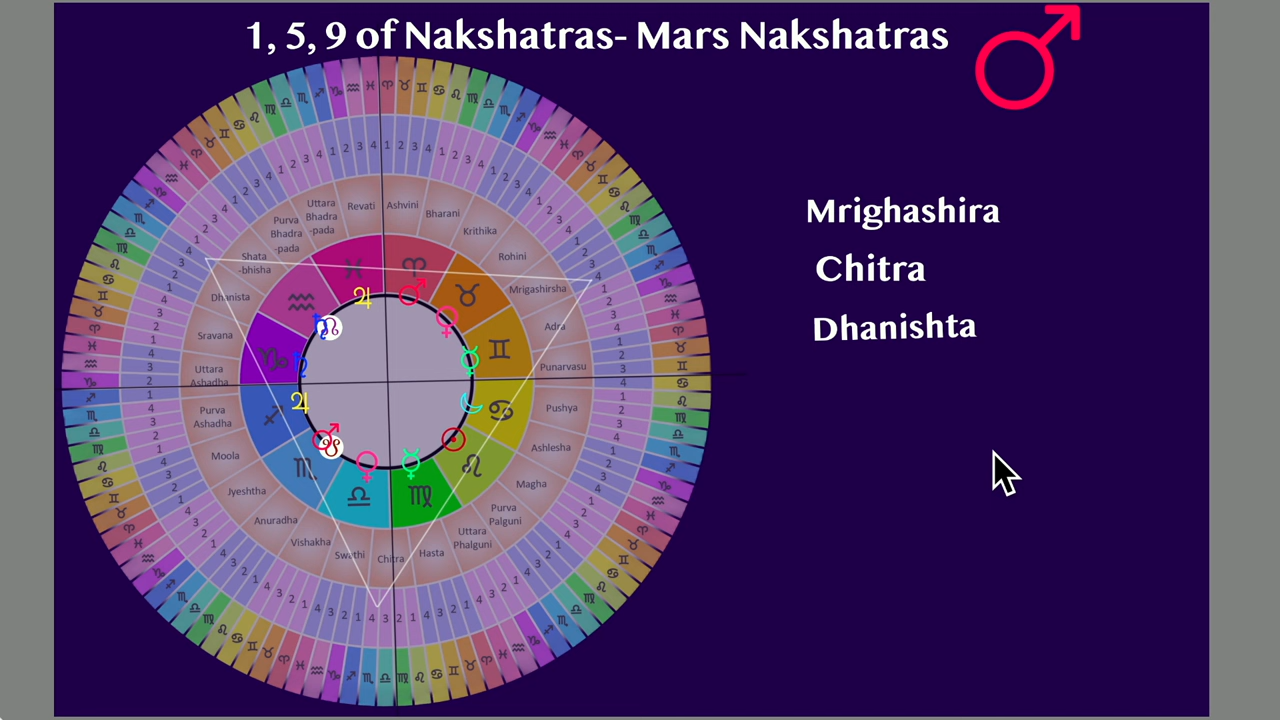 1, 5, 9 of Nakshatras- Mars Nakshatras
Mrighashira
Chitra
Dhanishta
Ashvini
Bharani
Krithika
Rohini
Mrigashirsha
Adra
Punarvasu
Pushya
Ashlesha
Magha
Purva
Palguni
Uttara
Phalguni
Hasta
Chitra
Swathi
Vishakha
Anuradha
Jyeshtha
Moola
Purva
Ashadha
Uttara
Ashadha
Sravana
Dhanista
Shata
-bhisha
Purva
Bhadra
-pada
Uttara
Bhadra
-pada
Revati